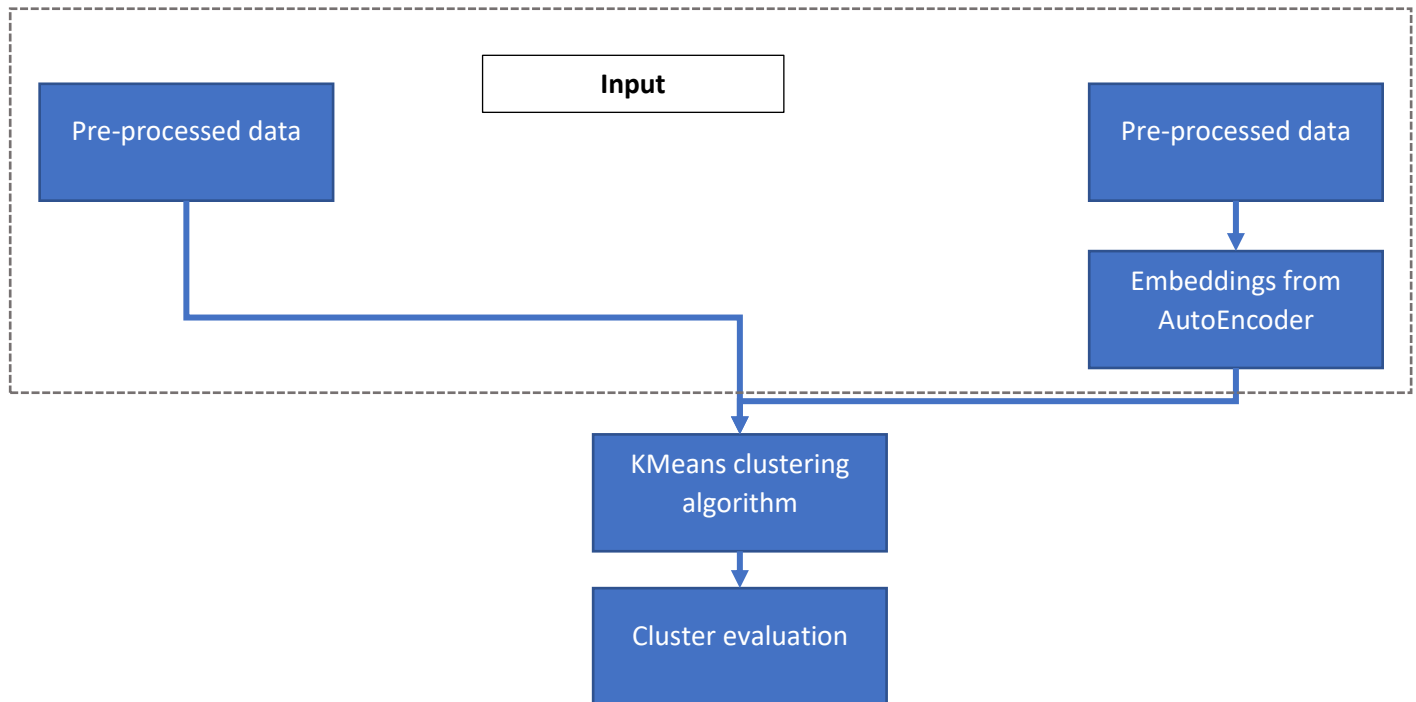 Input
Pre-processed data
Pre-processed data
Embeddings from
AutoEncoder
KMeans clustering
algorithm
Cluster evaluation